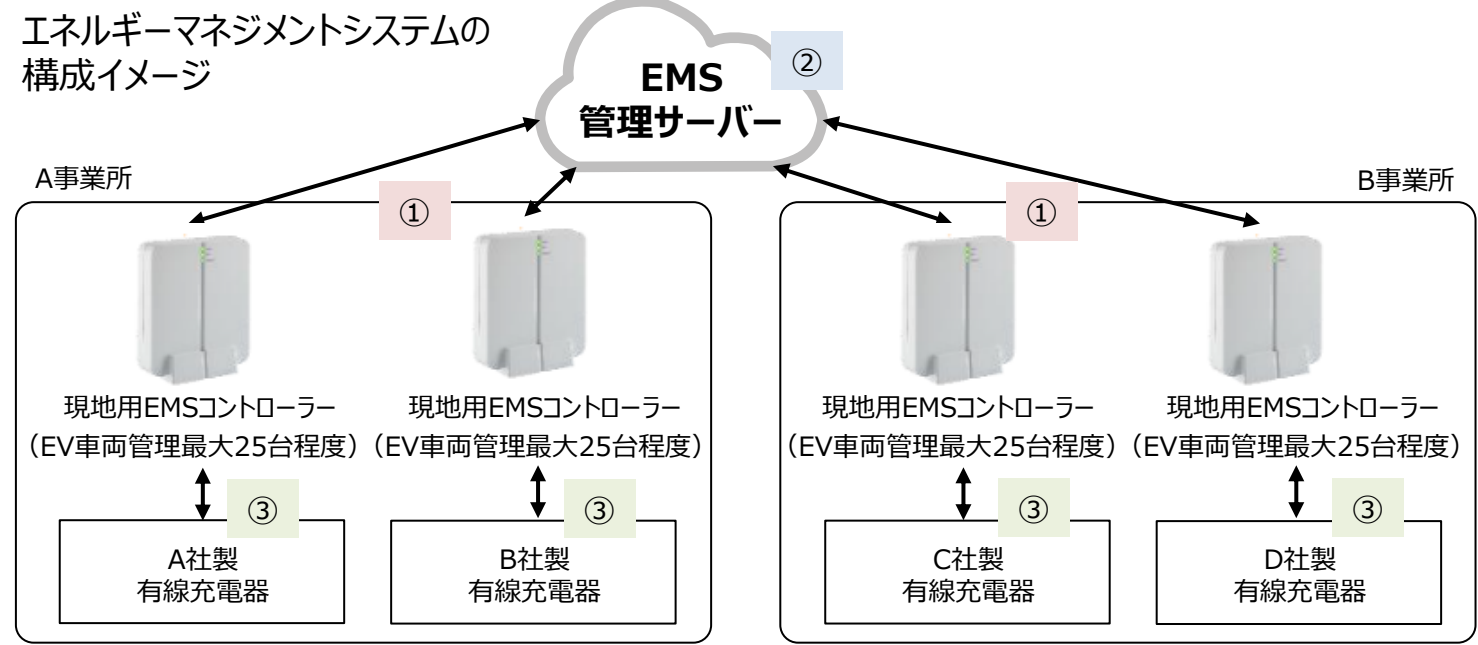 エネルギーマネジメントシステムの
構成イメージ
EMS
管理サーバー
②
A事業所
B事業所
①
①
現地用EMSコントローラー
（EV車両管理最大25台程度）
現地用EMSコントローラー
（EV車両管理最大25台程度）
現地用EMSコントローラー
（EV車両管理最大25台程度）
現地用EMSコントローラー
（EV車両管理最大25台程度）
③
③
③
③
A社製
有線充電器
B社製
有線充電器
C社製
有線充電器
D社製
有線充電器